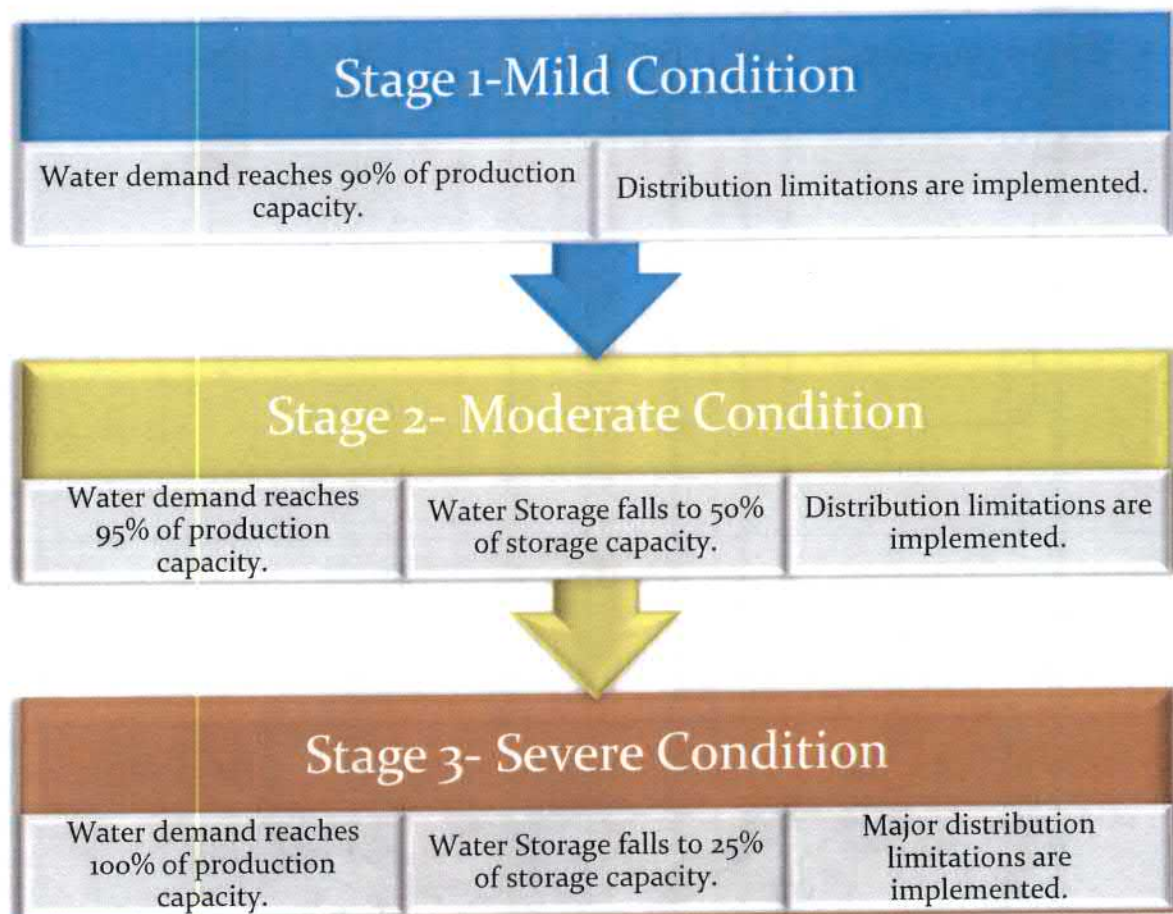 Stage 1-Mild Condition
Water demand reaches 90% of production
capacity.
Distribution limitations are implemented.
Stage 2- Moderate Condition
Water demand reaches
95% of production
capacity.
Water Storage falls to 50%
of storage capacity.
Distribution limitations are
implemented.
Stage 3- Severe Condition
Water demand reaches
100% of production
capacity.
Water Storage falls to 25%
of storage capacity.
Major distribution
limitations are
implemented.